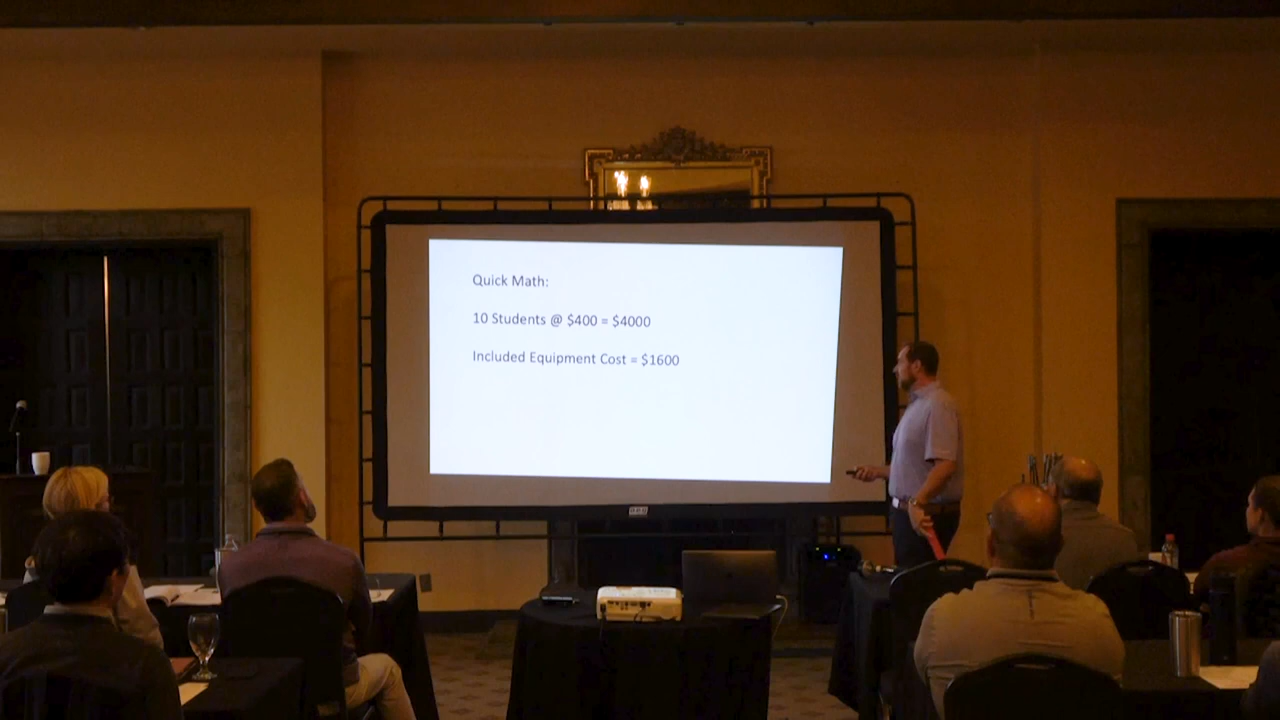 Quick Math:
10 Students @ $400 = $4000
Included Equipment Cost = $1600